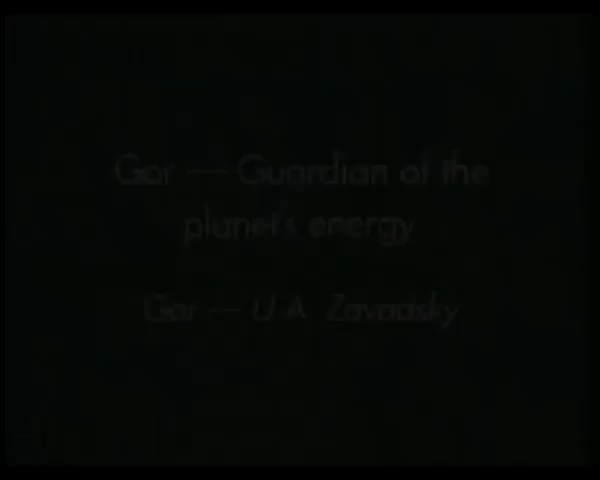 Gor — Guardian of the
planet's energy
Gor — U. A. Zavadsky